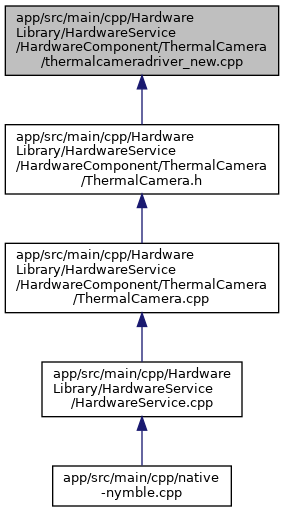 app/src/main/cpp/Hardware
Library/HardwareService
/HardwareComponent/ThermalCamera
/thermalcameradriver_new.cpp
app/src/main/cpp/Hardware
Library/HardwareService
/HardwareComponent/ThermalCamera
/ThermalCamera.h
app/src/main/cpp/Hardware
Library/HardwareService
/HardwareComponent/ThermalCamera
/ThermalCamera.cpp
app/src/main/cpp/Hardware
Library/HardwareService
/HardwareService.cpp
app/src/main/cpp/native
-nymble.cpp